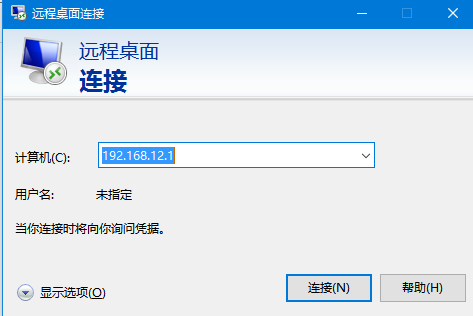 远程桌面连接
远程桌面
连接
计算机(C): 192.168.12.1
用户名: 未指定
当你连接时将向你询问凭据。
显示选项(O) 连接(N) 帮助(H)